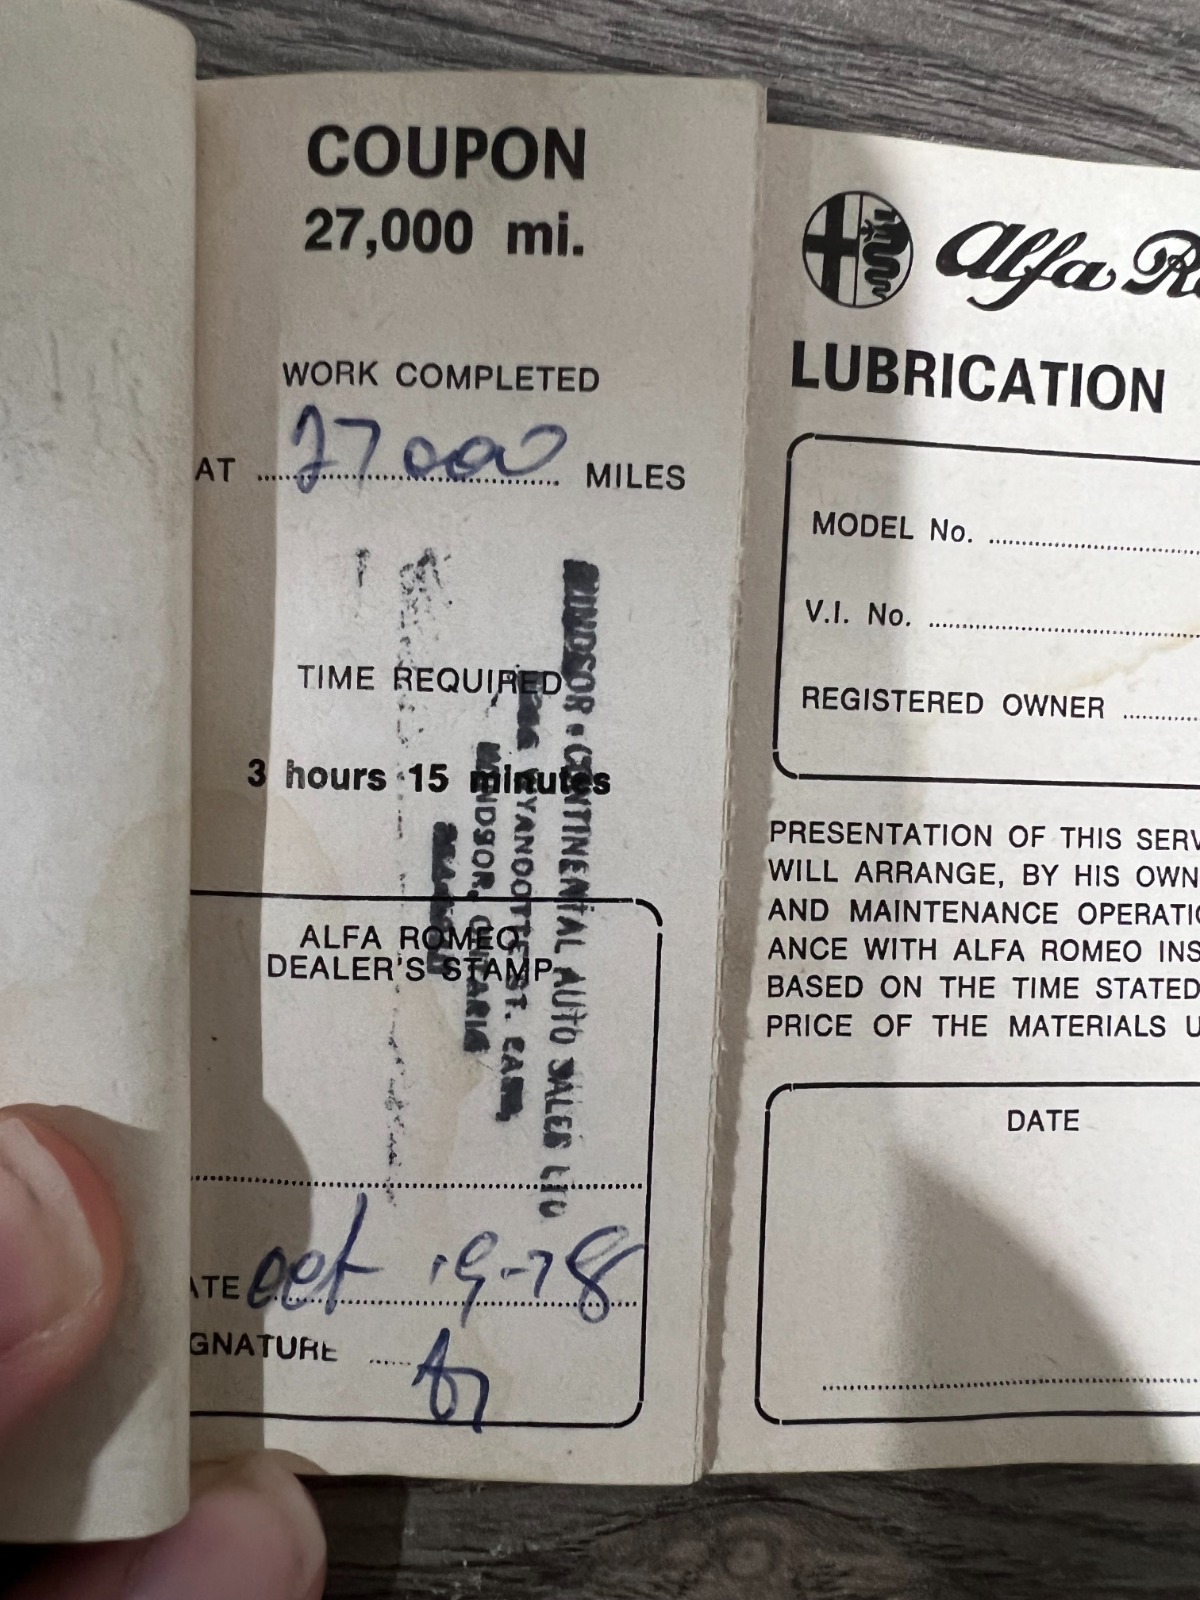 COUPON
27,000 mi.
WORK COMPLETED
AT 27000 MILES
TIME REQUIRED
3 hours 15 minutes
WINDSOR - CONTINENTAL AUTO SALES LTD
WYANDOTTE ST. EAST,
WINDSOR, ONTARIO
ALFA ROMEO
DEALER'S STAMP
ATE Oct 19-78
GNATURE
Alfa Ro
LUBRICATION
MODEL No.
V.I. No.
REGISTERED OWNER
PRESENTATION OF THIS SERV
WILL ARRANGE, BY HIS OWN
AND MAINTENANCE OPERATIO
ANCE WITH ALFA ROMEO INS
BASED ON THE TIME STATED
PRICE OF THE MATERIALS U
DATE